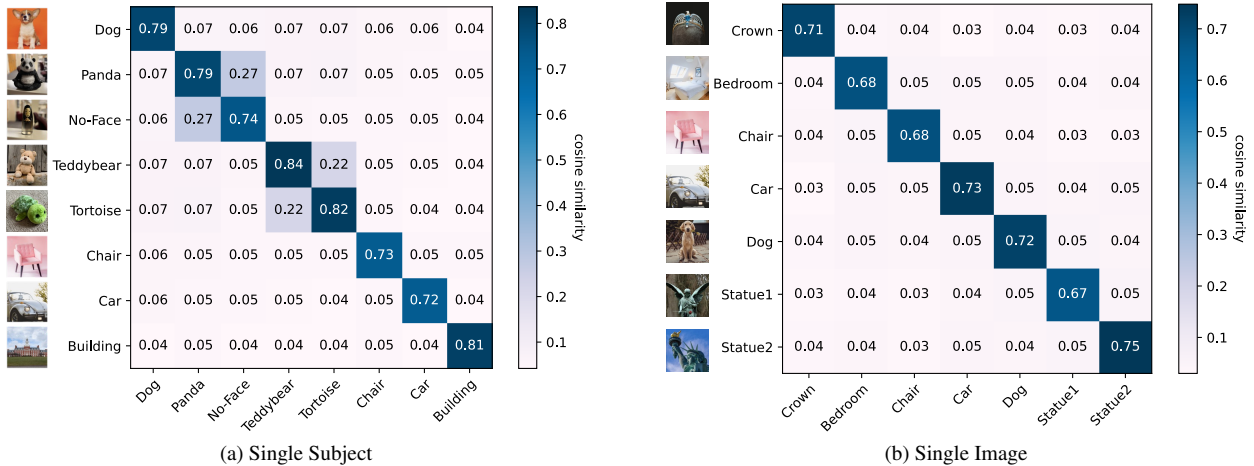 Dog 0.79 0.07 0.06 0.07 0.07 0.06 0.06 0.04
Panda 0.07 0.79 0.27 0.07 0.07 0.05 0.05 0.05
No-Face 0.06 0.27 0.74 0.05 0.05 0.05 0.05 0.04
Teddybear 0.07 0.07 0.05 0.84 0.22 0.05 0.05 0.04
Tortoise 0.07 0.07 0.05 0.22 0.82 0.05 0.04 0.04
Chair 0.06 0.05 0.05 0.05 0.05 0.73 0.05 0.04
Car 0.06 0.05 0.05 0.05 0.04 0.05 0.72 0.04
Building 0.04 0.05 0.04 0.04 0.04 0.04 0.04 0.81
Dog Panda No-Face Teddybear Tortoise Chair Car Building
0.8
0.7
0.6
0.5
0.4
0.3
0.2
0.1
cosine similarity
(a) Single Subject
Crown 0.71 0.04 0.04 0.03 0.04 0.03 0.04
Bedroom 0.04 0.68 0.05 0.05 0.05 0.04 0.04
Chair 0.04 0.05 0.68 0.05 0.04 0.03 0.03
Car 0.03 0.05 0.05 0.73 0.05 0.04 0.05
Dog 0.04 0.05 0.04 0.05 0.72 0.05 0.04
Statue1 0.03 0.04 0.03 0.04 0.05 0.67 0.05
Statue2 0.04 0.04 0.03 0.05 0.04 0.05 0.75
Crown Bedroom Chair Car Dog Statue1 Statue2
0.7
0.6
0.5
0.4
0.3
0.2
0.1
cosine similarity
(b) Single Image